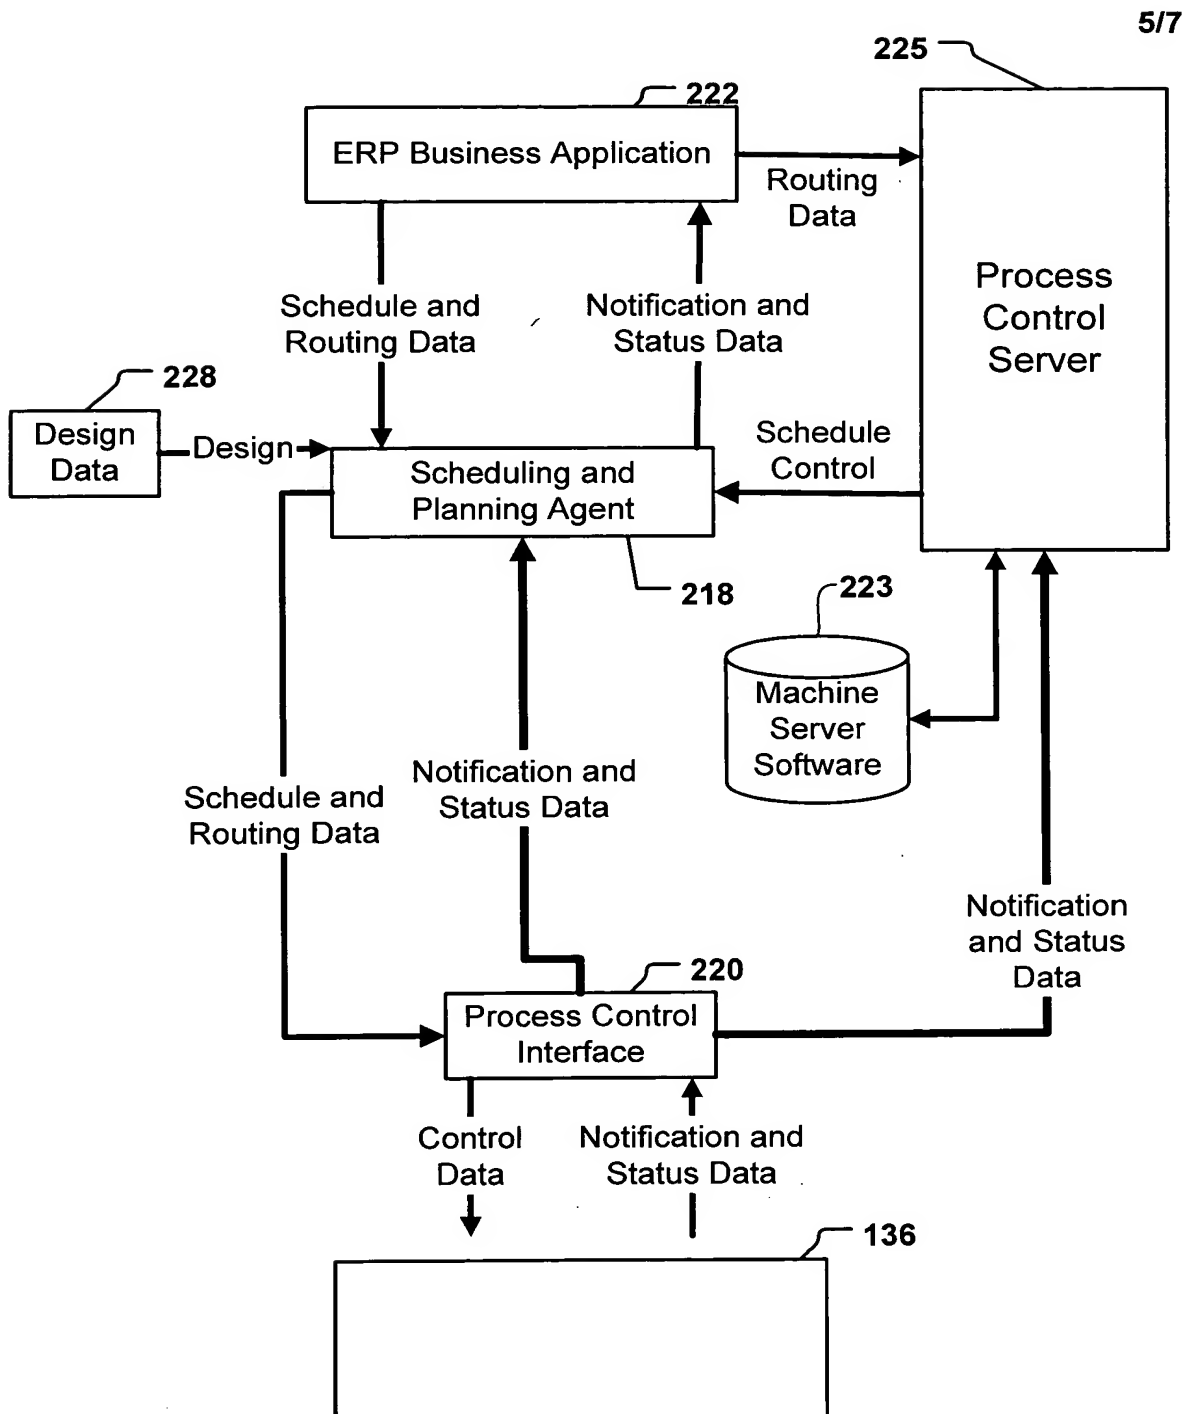 5/7
225
222
ERP Business Application
Routing
Data
Process
Control
Server
Schedule and
Routing Data
Notification and
Status Data
228
Design
Data
Design
Schedule
Control
Scheduling and
Planning Agent
218
223
Machine
Server
Software
Notification and
Status Data
Schedule and
Routing Data
Notification
and Status
Data
220
Process Control
Interface
Control
Data
Notification and
Status Data
136